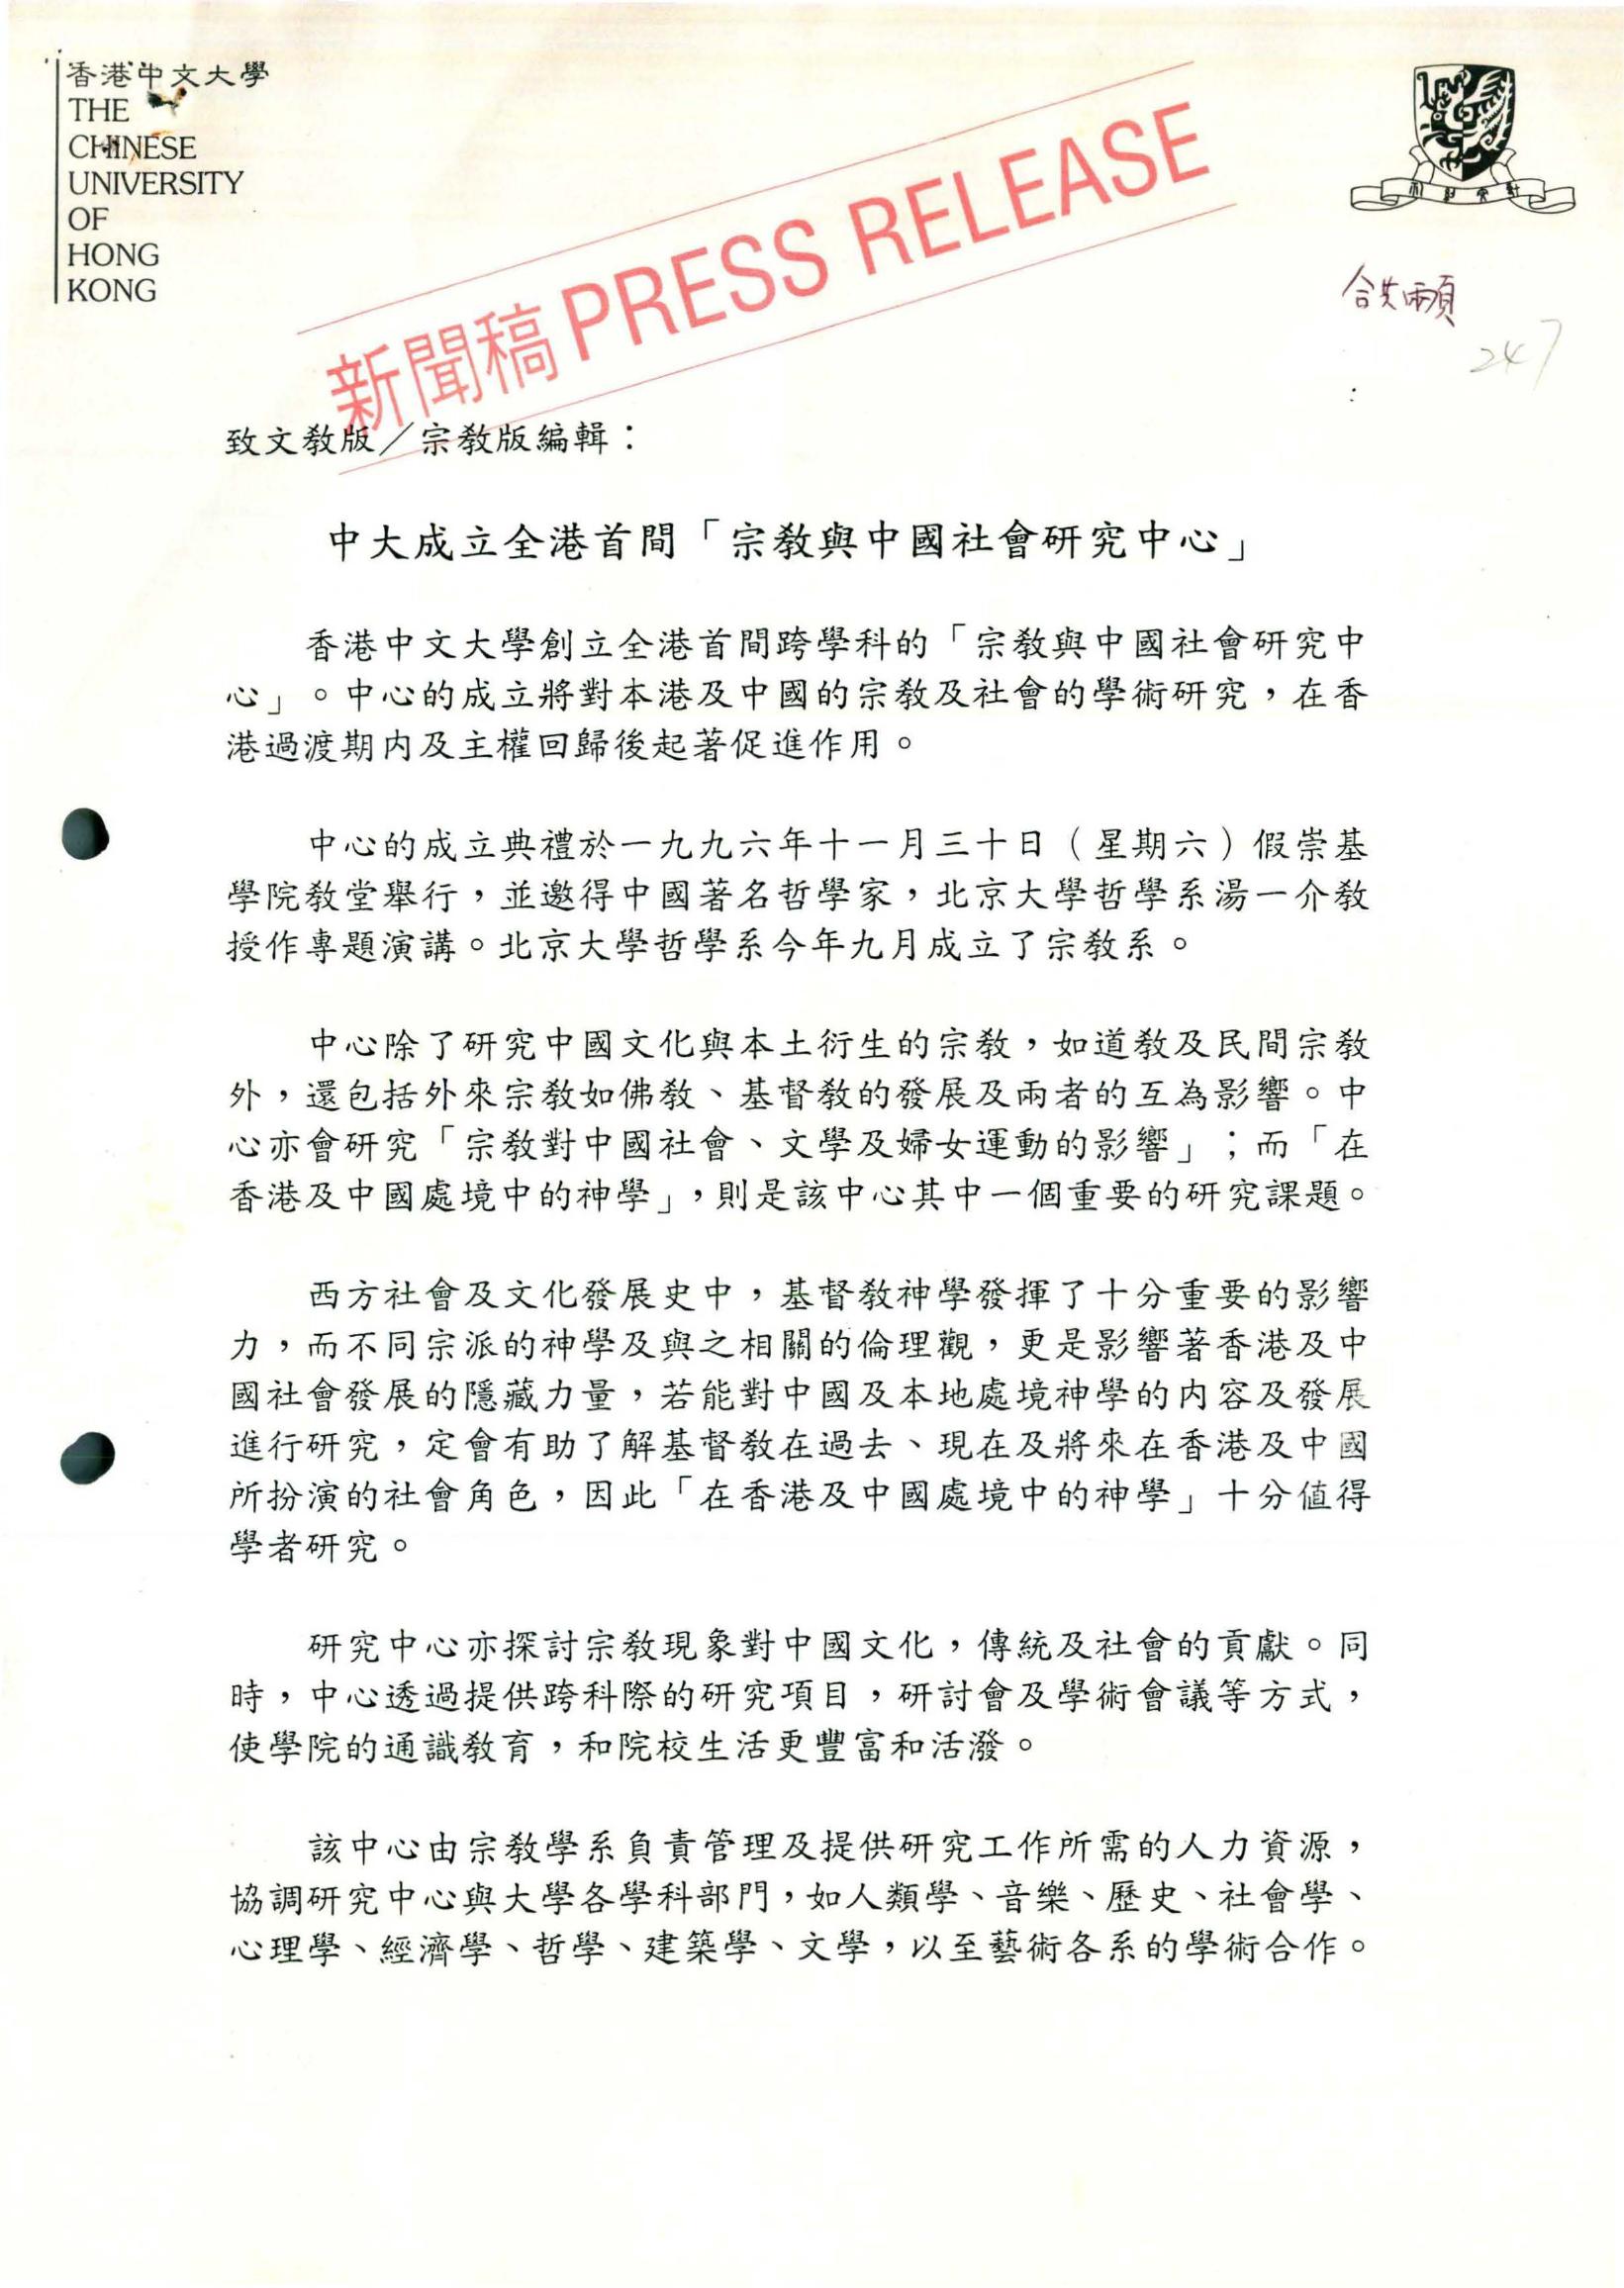 香港中文大學
THE
CHINESE
UNIVERSITY
OF
HONG
KONG
新聞稿 PRESS RELEASE
合共兩頁
247
致文教版／宗教版編輯：
中大成立全港首間「宗教與中國社會研究中心」
香港中文大學創立全港首間跨學科的「宗教與中國社會研究中
心」。中心的成立將對本港及中國的宗教及社會的學術研究，在香
港過渡期内及主權回歸後起著促進作用。
中心的成立典禮於一九九六年十一月三十日（星期六）假崇基
學院教堂舉行，並邀得中國著名哲學家，北京大學哲學系湯一介教
授作專題演講。北京大學哲學系今年九月成立了宗教系。
中心除了研究中國文化與本土衍生的宗教，如道教及民間宗教
外，還包括外來宗教如佛教、基督教的發展及兩者的互為影響。中
心亦會研究「宗教對中國社會、文學及婦女運動的影響」；而「在
香港及中國處境中的神學」，則是該中心其中一個重要的研究課題。
西方社會及文化發展史中，基督教神學發揮了十分重要的影響
力，而不同宗派的神學及與之相關的倫理觀，更是影響著香港及中
國社會發展的隱藏力量，若能對中國及本地處境神學的内容及發展
進行研究，定會有助了解基督教在過去、現在及將來在香港及中國
所扮演的社會角色，因此「在香港及中國處境中的神學」十分值得
學者研究。
研究中心亦探討宗教現象對中國文化，傳統及社會的貢獻。同
時，中心透過提供跨科際的研究項目，研討會及學術會議等方式，
使學院的通識教育，和院校生活更豐富和活潑。
該中心由宗教學系負責管理及提供研究工作所需的人力資源，
協調研究中心與大學各學科部門，如人類學、音樂、歷史、社會學、
心理學、經濟學、哲學、建築學、文學，以至藝術各系的學術合作。